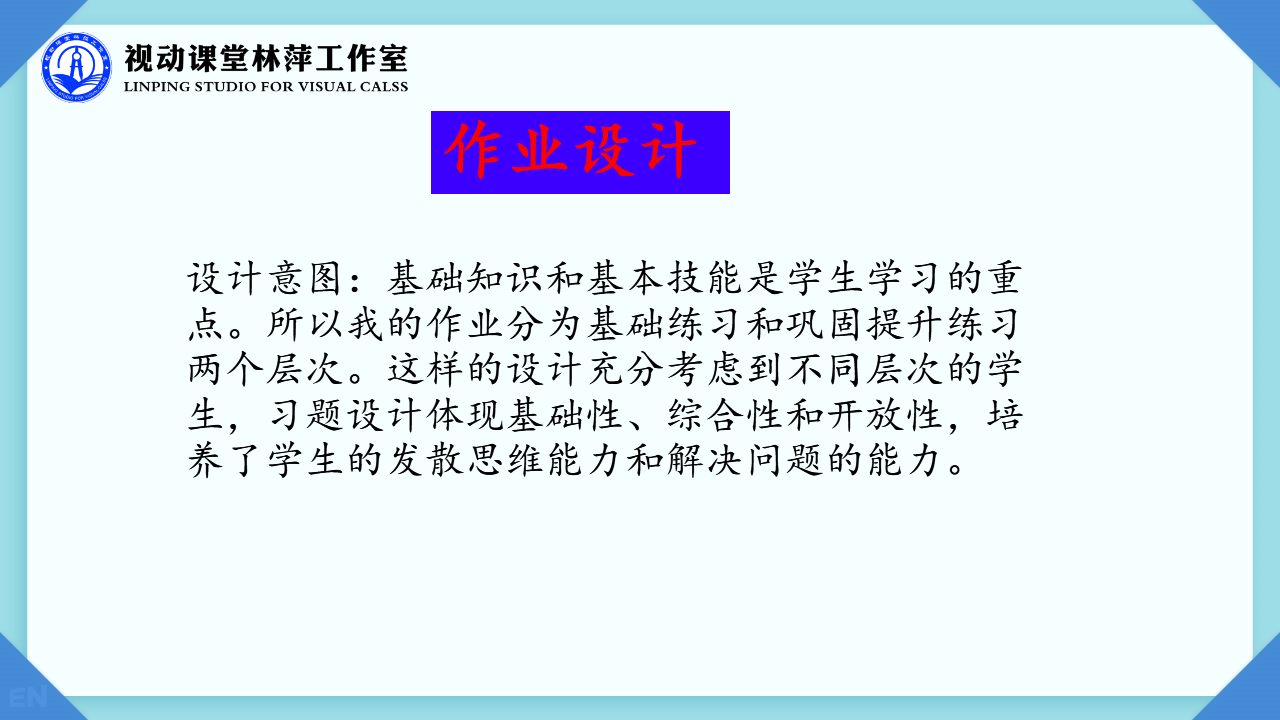 视动课堂林萍工作室
LINPING STUDIO FOR VISUAL CALSS
作业设计
设计意图：基础知识和基本技能是学生学习的重
点。所以我的作业分为基础练习和巩固提升练习
两个层次。这样的设计充分考虑到不同层次的学
生，习题设计体现基础性、综合性和开放性，培
养了学生的发散思维能力和解决问题的能力。
EN